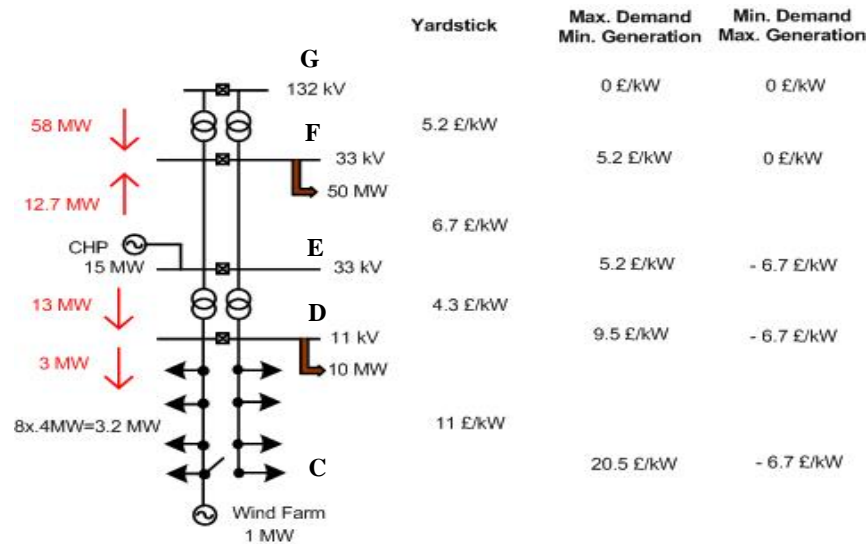 Yardstick
Max. Demand
Min. Generation
Min. Demand
Max. Generation
G
132 kV
0 £/kW
0 £/kW
58 MW
F
5.2 £/kW
33 kV
5.2 £/kW
0 £/kW
12.7 MW
50 MW
6.7 £/kW
CHP
15 MW
E
33 kV
5.2 £/kW
- 6.7 £/kW
13 MW
D
4.3 £/kW
11 kV
9.5 £/kW
- 6.7 £/kW
3 MW
10 MW
8x.4MW=3.2 MW
11 £/kW
C
20.5 £/kW
- 6.7 £/kW
Wind Farm
1 MW